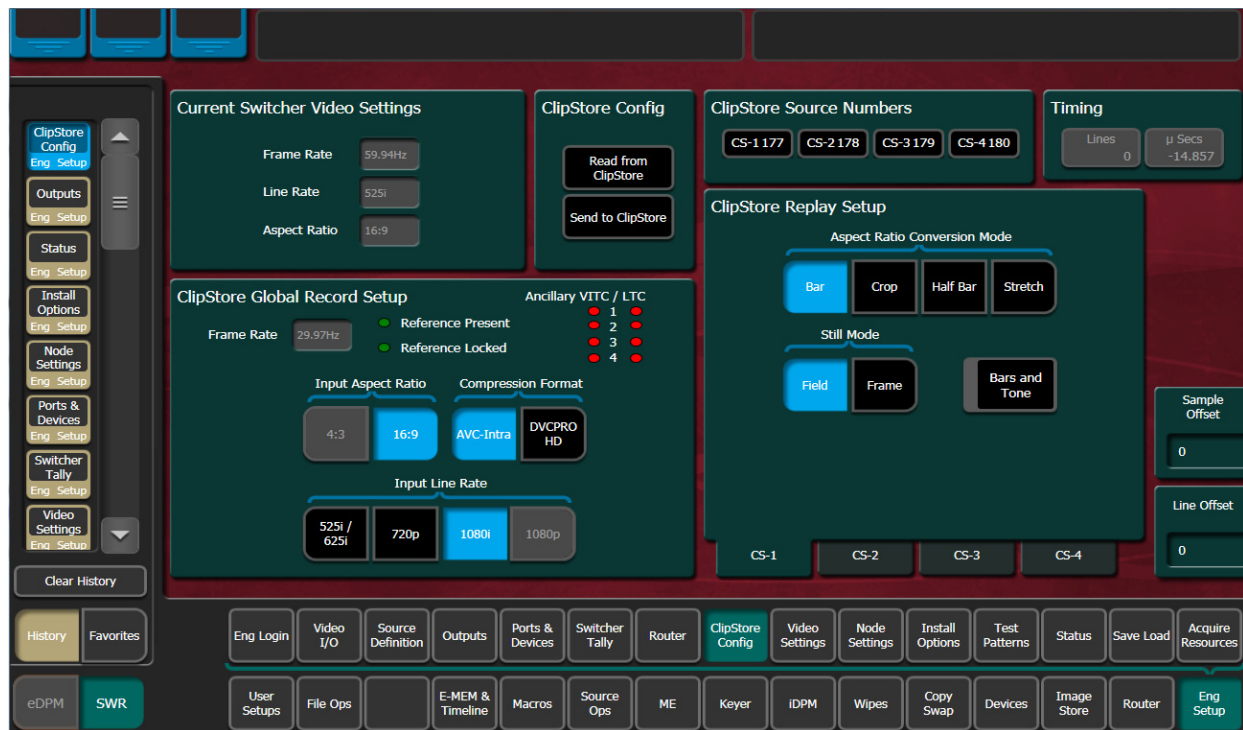 ClipStore
Config
Eng Setup
Outputs
Eng Setup
Status
Eng Setup
Install
Options
Eng Setup
Node
Settings
Eng Setup
Ports &
Devices
Eng Setup
Switcher
Tally
Eng Setup
Video
Settings
Eng Setup
Clear History
History
Favorites
eDPM
SWR
Current Switcher Video Settings
Frame Rate 59.94Hz
Line Rate 525i
Aspect Ratio 16:9
ClipStore Config
Read from
ClipStore
Send to ClipStore
ClipStore Source Numbers
CS-1 177 CS-2 178 CS-3 179 CS-4 180
Timing
Lines
0
µ Secs
-14.857
ClipStore Global Record Setup
Frame Rate 29.97Hz
Reference Present
Reference Locked
Ancillary VITC / LTC
1
2
3
4
Input Aspect Ratio
4:3 16:9
Compression Format
AVC-Intra
DVCPRO
HD
Input Line Rate
525i /
625i
720p
1080i
1080p
ClipStore Replay Setup
Aspect Ratio Conversion Mode
Bar Crop Half Bar Stretch
Still Mode
Field Frame
Bars and
Tone
CS-1 CS-2 CS-3 CS-4
Sample
Offset
0
Line Offset
0
Eng Login
Video
I/O
Source
Definition
Outputs
Ports &
Devices
Switcher
Tally
Router
ClipStore
Config
Video
Settings
Node
Settings
Install
Options
Test
Patterns
Status
Save Load
Acquire
Resources
User
Setups
File Ops
E-MEM &
Timeline
Macros
Source
Ops
ME
Keyer
iDPM
Wipes
Copy
Swap
Devices
Image
Store
Router
Eng
Setup